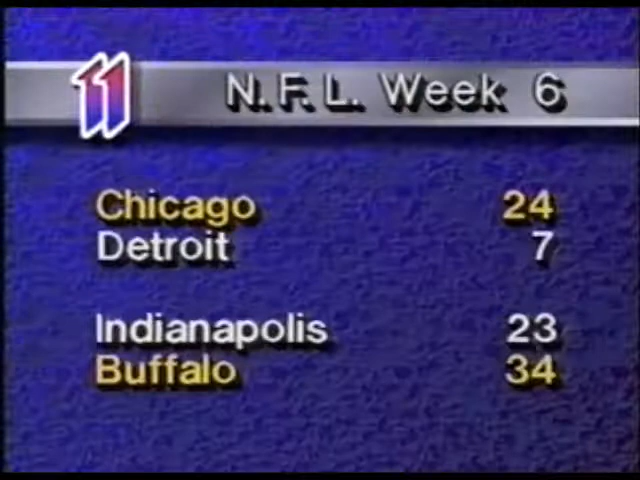 11 N.F.L. Week 6
Chicago 24
Detroit 7
Indianapolis 23
Buffalo 34